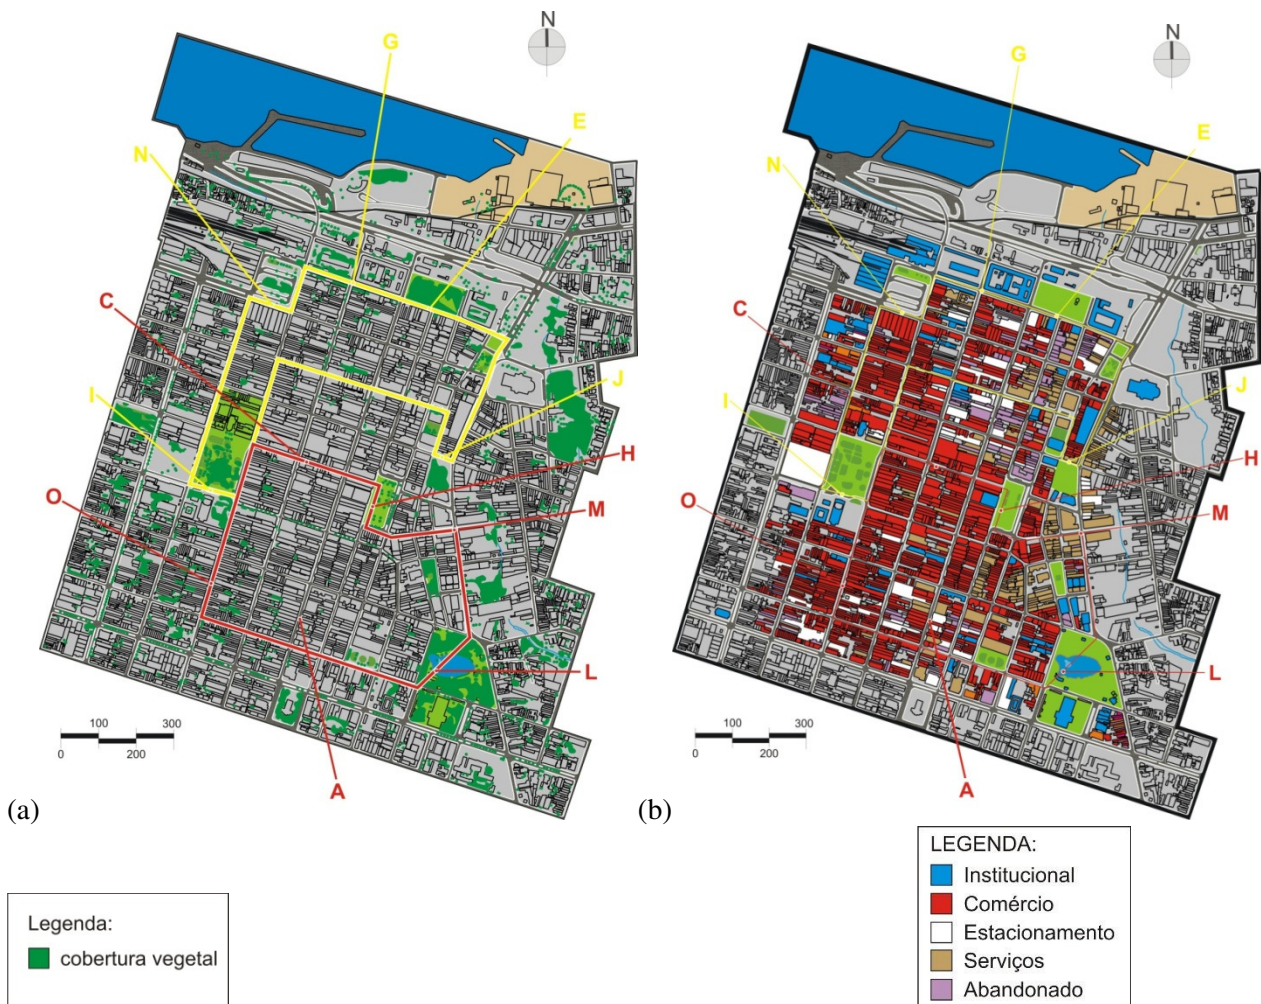 N
G
E
N
C
I
J
H
O
M
L
A
100 300
0 200
(a)
Legenda:
cobertura vegetal
N
G
E
N
C
J
I
H
O
M
L
A
100 300
0 200
(b)
LEGENDA:
Institucional
Comércio
Estacionamento
Serviços
Abandonado